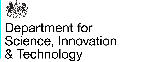 Department for
Science, Innovation
& Technology